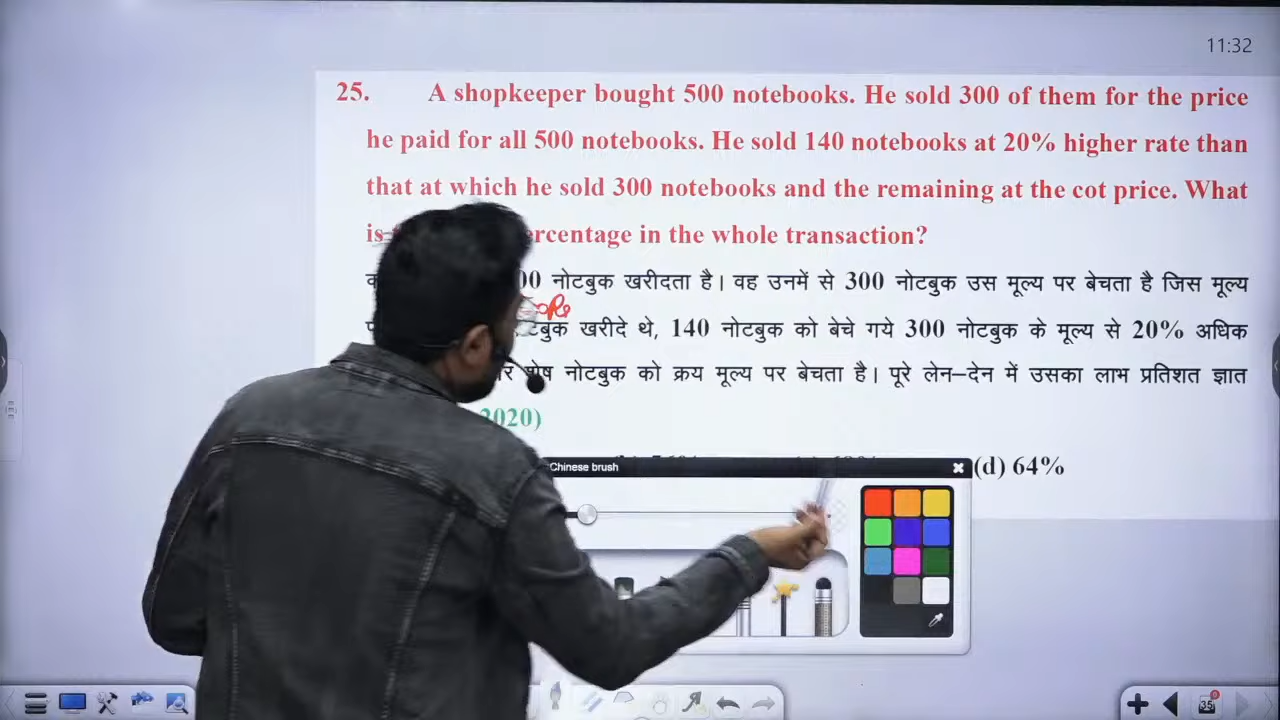 11:32
25. A shopkeeper bought 500 notebooks. He sold 300 of them for the price
he paid for all 500 notebooks. He sold 140 notebooks at 20% higher rate than
that at which he sold 300 notebooks and the remaining at the cot price. What
is rcentage in the whole transaction?
00 नोटबुक खरीदता है। वह उनमें से 300 नोटबुक उस मूल्य पर बेचता है जिस मूल्य
टबुक खरीदे थे, 140 नोटबुक को बेचे गये 300 नोटबुक के मूल्य से 20% अधिक
र शेष नोटबुक को क्रय मूल्य पर बेचता है। पूरे लेन–देन में उसका लाभ प्रतिशत ज्ञात
2020)
(d) 64%
Chinese brush